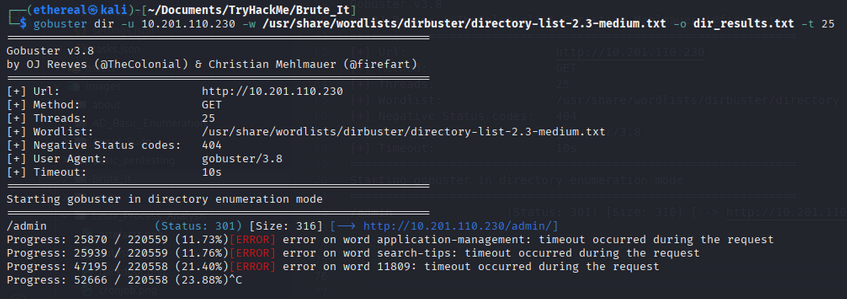 ┌──(ethereal㉿kali)-[~/Documents/TryHackMe/Brute_It]
└─$ gobuster dir -u 10.201.110.230 -w /usr/share/wordlists/dirbuster/directory-list-2.3-medium.txt -o dir_results.txt -t 25
===============================================================
Gobuster v3.8
by OJ Reeves (@TheColonial) & Christian Mehlmauer (@firefart)
===============================================================
[+] Url:                     http://10.201.110.230
[+] Method:                  GET
[+] Threads:                 25
[+] Wordlist:                /usr/share/wordlists/dirbuster/directory-list-2.3-medium.txt
[+] Negative Status codes:   404
[+] User Agent:              gobuster/3.8
[+] Timeout:                 10s
===============================================================
Starting gobuster in directory enumeration mode
===============================================================
/admin                (Status: 301) [Size: 316] [--> http://10.201.110.230/admin/]
Progress: 25870 / 220559 (11.73%)[ERROR] error on word application-management: timeout occurred during the request
Progress: 25939 / 220559 (11.76%)[ERROR] error on word search-tips: timeout occurred during the request
Progress: 47195 / 220558 (21.40%)[ERROR] error on word 11809: timeout occurred during the request
Progress: 52666 / 220558 (23.88%)^C